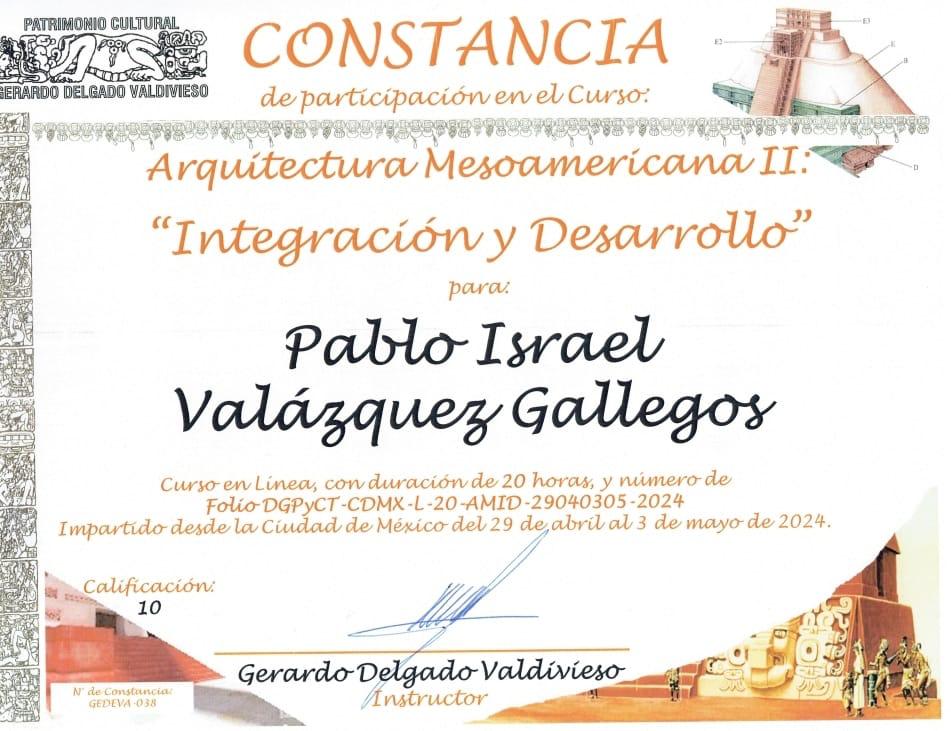 PATRIMONIO CULTURAL
GERARDO DELGADO VALDIVIESO
CONSTANCIA
de participación en el Curso:
E3
E2
E
B
D
Arquitectura Mesoamericana II:
“Integración y Desarrollo”
para:
Pablo Israel
Valázquez Gallegos
Curso en Línea, con duración de 20 horas, y número de
Folio DGPyCT-CDMX-L-20-AMID-29040305-2024
Impartido desde la Ciudad de México del 29 de abril al 3 de mayo de 2024.
Calificación:
10
Gerardo Delgado Valdivieso
Instructor
N° de Constancia:
GEDEVA-038